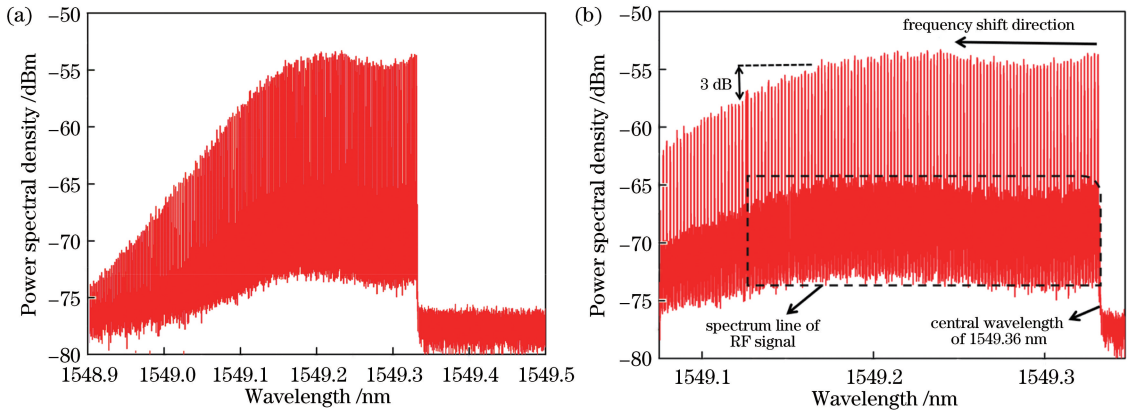 (a)
Power spectral density /dBm
−50
−55
−60
−65
−70
−75
−80
1548.9
1549.0
1549.1
1549.2
1549.3
1549.4
1549.5
Wavelength /nm
(b)
Power spectral density /dBm
−50
−55
−60
−65
−70
−75
−80
frequency shift direction
3 dB
spectrum line of
RF signal
central wavelength
of 1549.36 nm
1549.1
1549.2
1549.3
Wavelength /nm